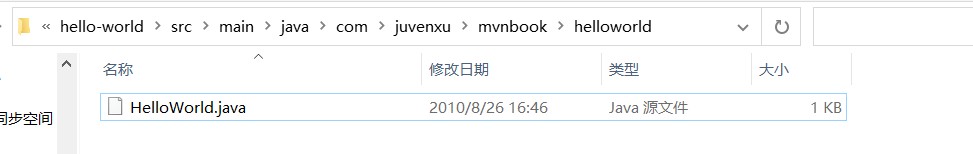 « hello-world > src > main > java > com > juvenxu > mvnbook > helloworld
名称 修改日期 类型 大小
HelloWorld.java 2010/8/26 16:46 Java 源文件 1 KB
同步空间